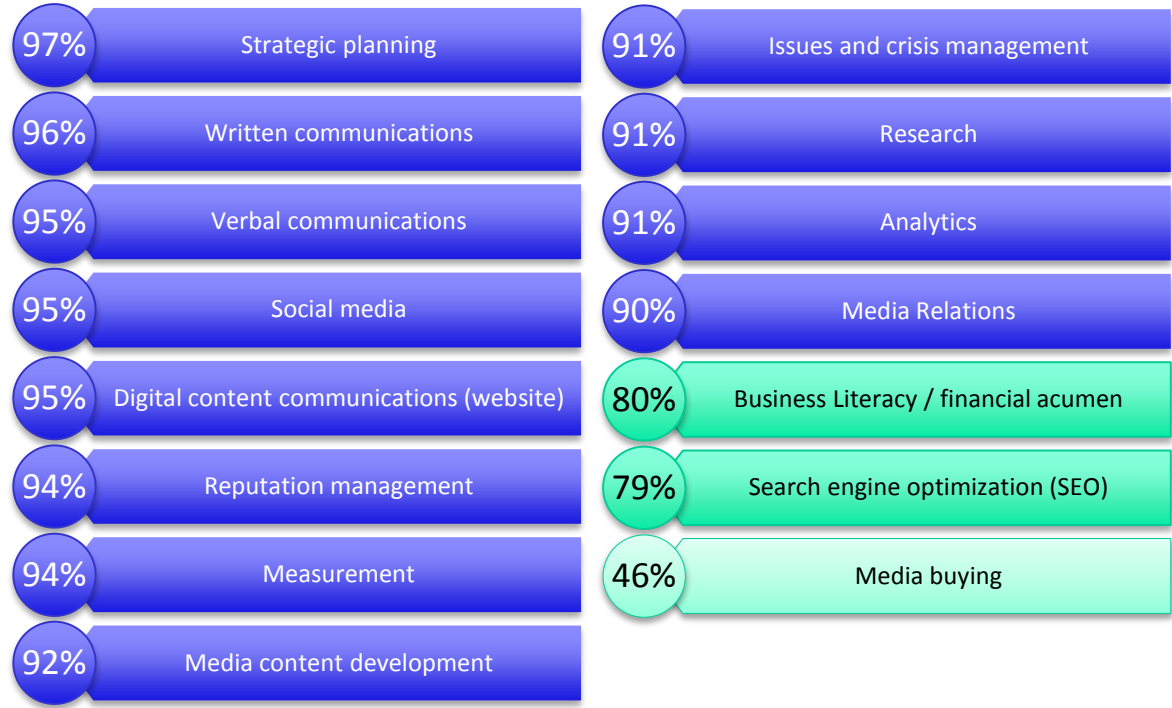 97% Strategic planning
96% Written communications
95% Verbal communications
95% Social media
95% Digital content communications (website)
94% Reputation management
94% Measurement
92% Media content development
91% Issues and crisis management
91% Research
91% Analytics
90% Media Relations
80% Business Literacy / financial acumen
79% Search engine optimization (SEO)
46% Media buying